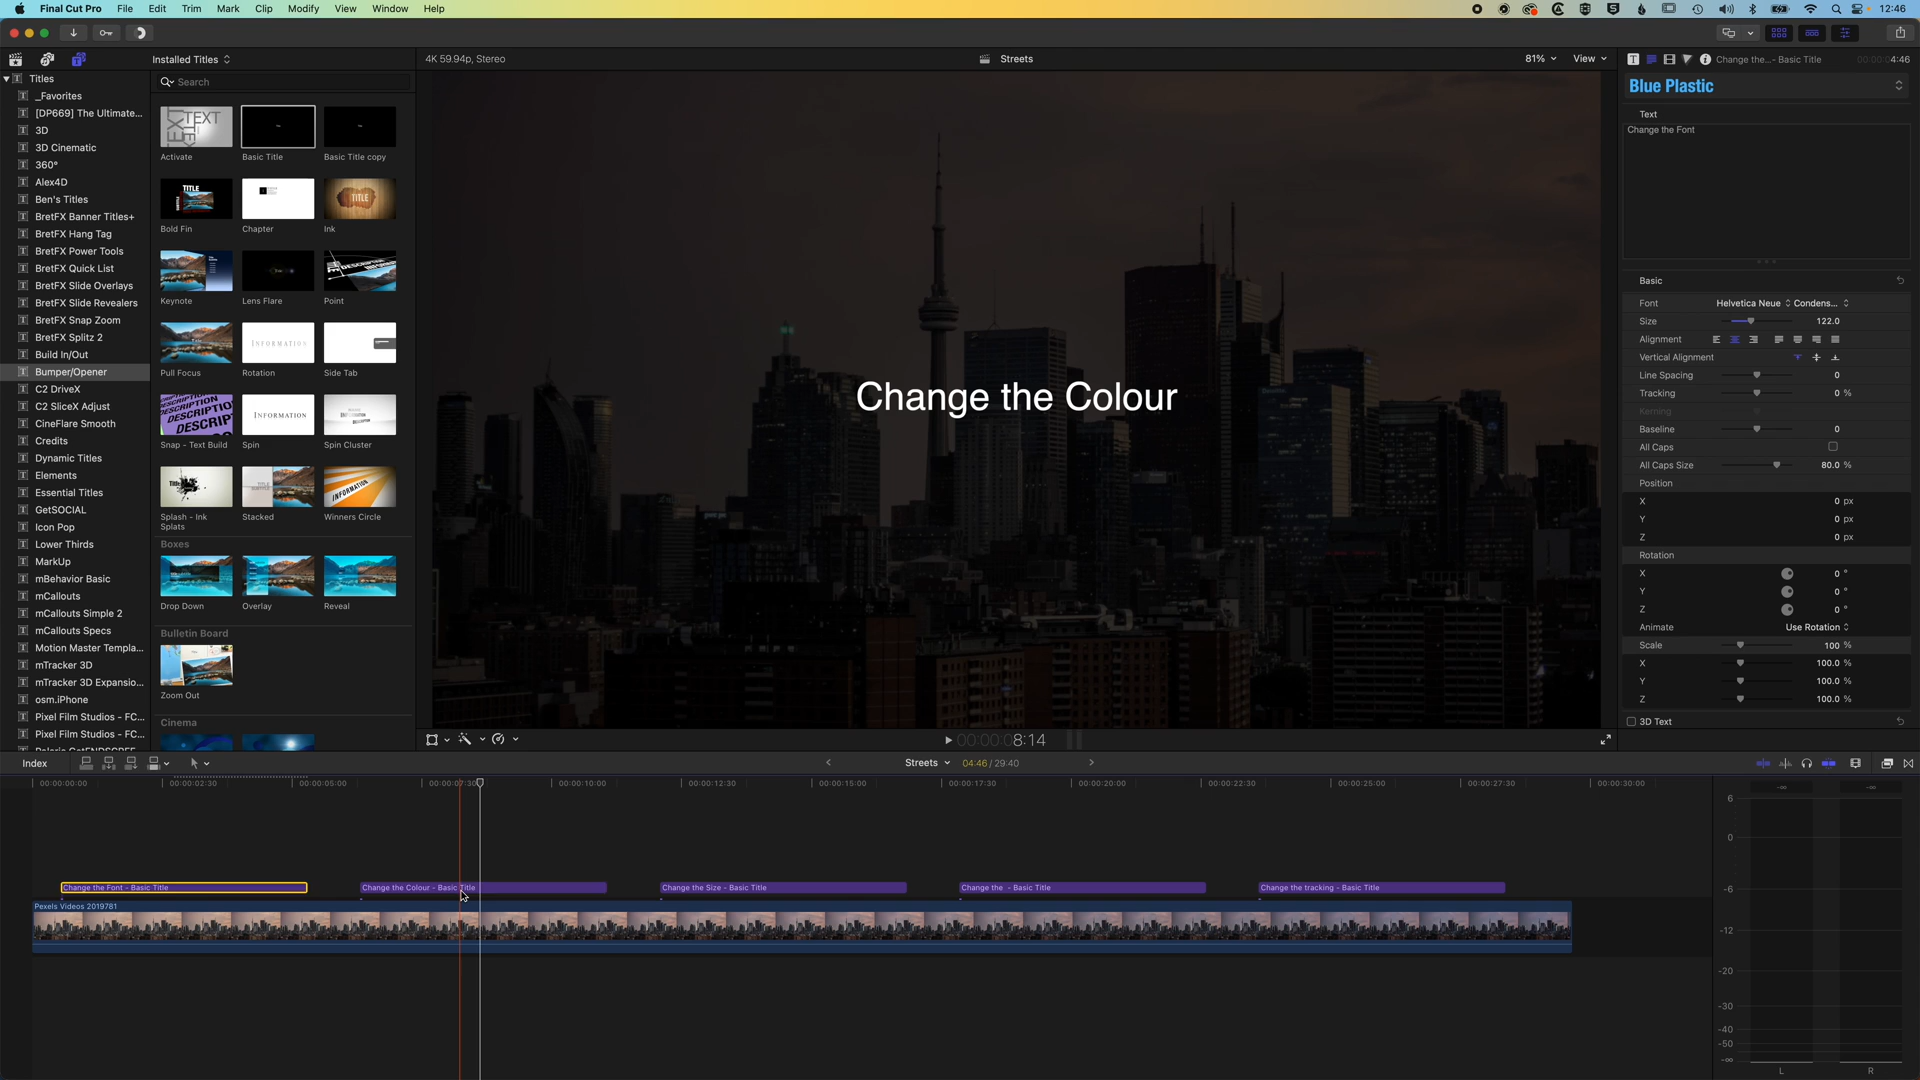 Final Cut Pro File Edit Trim Mark Clip Modify View Window Help 12:46
Installed Titles
4K 59.94p, Stereo
Streets
81% View
Change the...- Basic Title 00:00:04:46
Titles
_Favorites
[DP669] The Ultimate...
3D
3D Cinematic
360°
Alex4D
Ben's Titles
BretFX Banner Titles+
BretFX Hang Tag
BretFX Power Tools
BretFX Quick List
BretFX Slide Overlays
BretFX Slide Revealers
BretFX Snap Zoom
BretFX Splitz 2
Build In/Out
Bumper/Opener
C2 DriveX
C2 SliceX Adjust
CineFlare Smooth
Credits
Dynamic Titles
Elements
Essential Titles
GetSOCIAL
Icon Pop
Lower Thirds
MarkUp
mBehavior Basic
mCallouts
mCallouts Simple 2
mCallouts Specs
Motion Master Templa...
mTracker 3D
mTracker 3D Expansio...
osm.iPhone
Pixel Film Studios - FC...
Pixel Film Studios - FC...
Search
Activate Basic Title Basic Title copy
Bold Fin Chapter Ink
Keynote Lens Flare Point
Pull Focus Rotation Side Tab
Snap - Text Build Spin Spin Cluster
Splash - Ink Splats Stacked Winners Circle
Boxes
Drop Down Overlay Reveal
Bulletin Board
Zoom Out
Cinema
Change the Colour
00:00:08:14
Blue Plastic
Text
Change the Font
Basic
Font Helvetica Neue Condens...
Size 122.0
Alignment
Vertical Alignment
Line Spacing 0
Tracking 0 %
Kerning
Baseline 0
All Caps
All Caps Size 80.0 %
Position
X 0 px
Y 0 px
Z 0 px
Rotation
X 0 °
Y 0 °
Z 0 °
Animate Use Rotation
Scale 100 %
X 100.0 %
Y 100.0 %
Z 100.0 %
3D Text
Index
Streets 04:46 / 29:40
00:00:00:00 00:00:02:30 00:00:05:00 00:00:07:30 00:00:10:00 00:00:12:30 00:00:15:00 00:00:17:30 00:00:20:00 00:00:22:30 00:00:25:00 00:00:27:30 00:00:30:00
Change the Font - Basic Title
Change the Colour - Basic Title
Change the Size - Basic Title
Change the - Basic Title
Change the tracking - Basic Title
Pexels Videos 2019781
-∞ -∞
6
0
-6
-12
-20
-30
-40
-50
-∞
L R